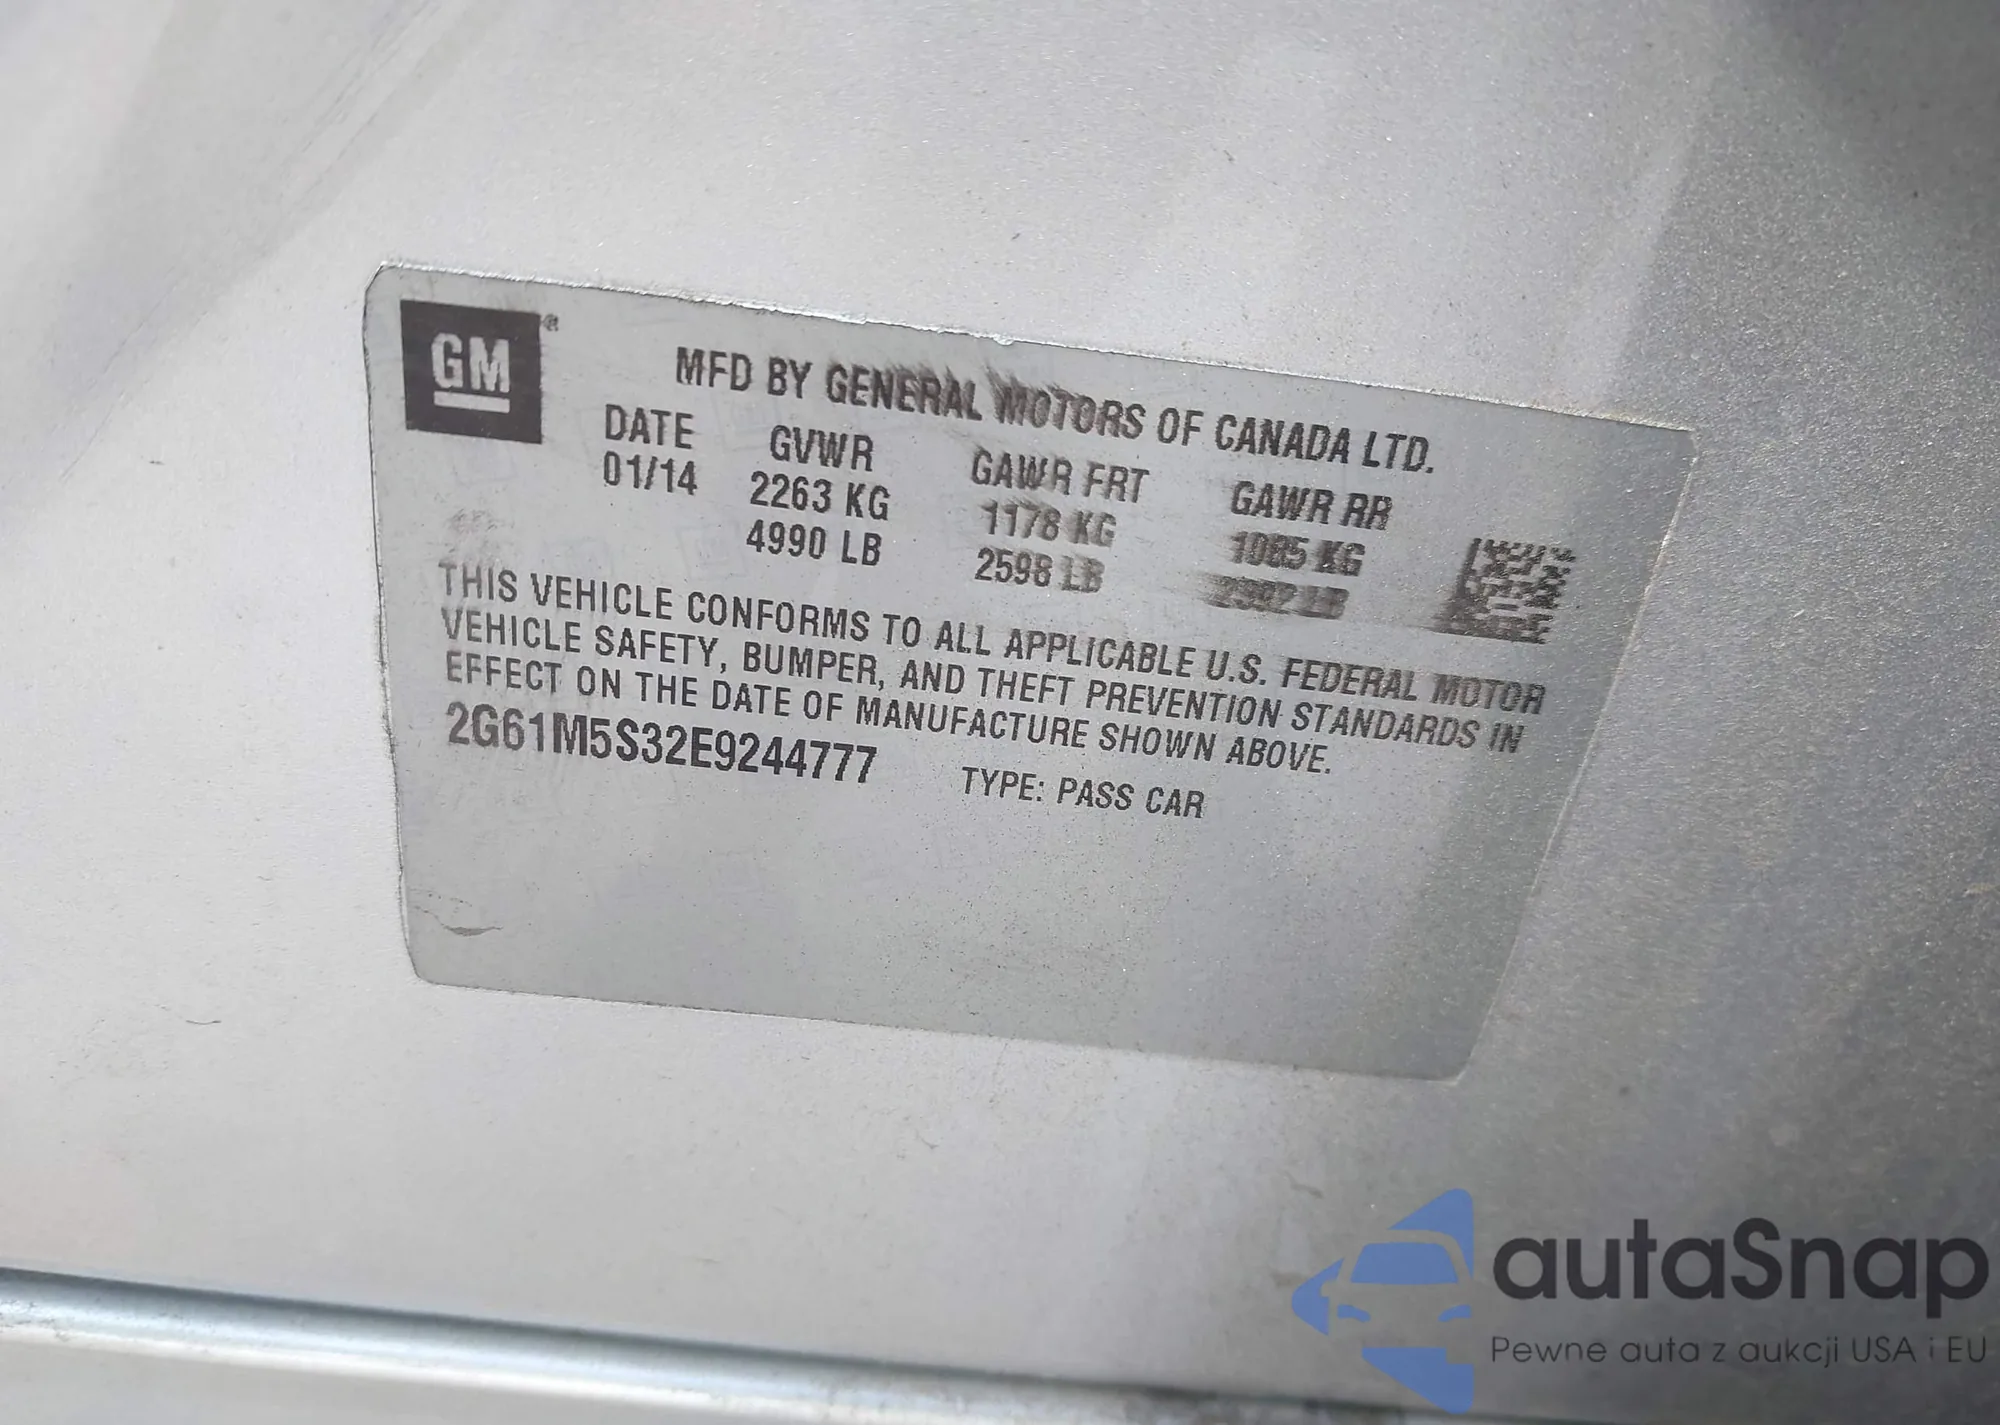 GM®
MFD BY GENERAL MOTORS OF CANADA LTD.
DATE GVWR GAWR FRT GAWR RR
01/14 2263 KG 1178 KG 1085 KG
4990 LB 2598 LB 2392 LB
THIS VEHICLE CONFORMS TO ALL APPLICABLE U.S. FEDERAL MOTOR
VEHICLE SAFETY, BUMPER, AND THEFT PREVENTION STANDARDS IN
EFFECT ON THE DATE OF MANUFACTURE SHOWN ABOVE.
2G61M5S32E9244777 TYPE: PASS CAR
autaSnap
Pewne auta z aukcji USA i EU